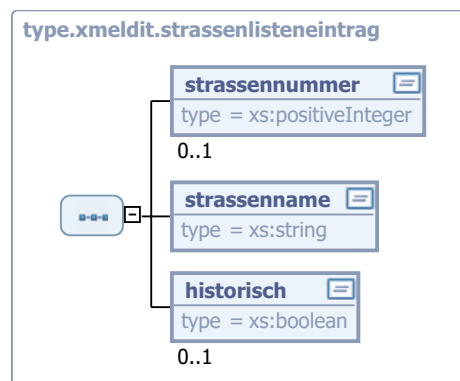 type.xmeldit.strassenlisteneintrag
strassennummer
type = xs:positiveInteger
0..1
strassenname
type = xs:string
historisch
type = xs:boolean
0..1